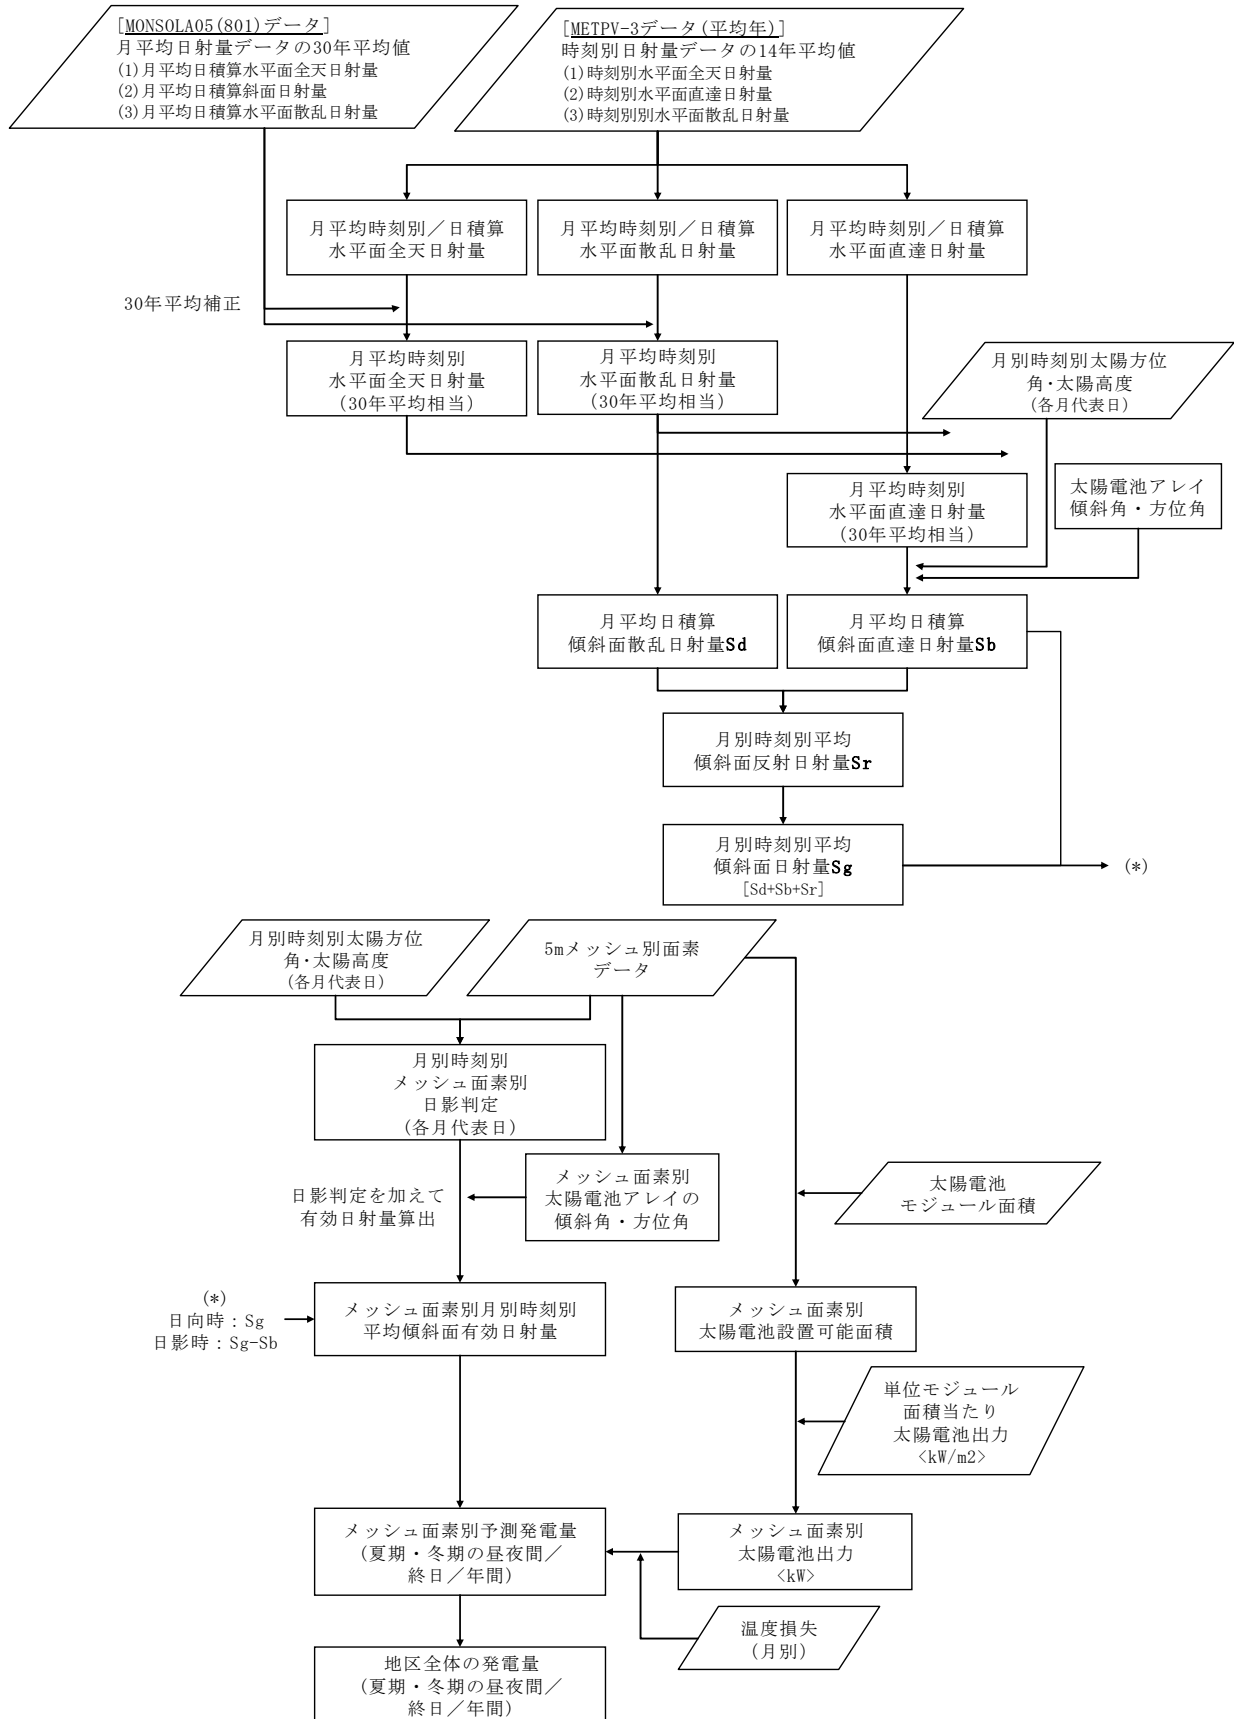 [MONSOLA05(801)データ]
月平均日射量データの30年平均値
(1)月平均日積算水平面全天日射量
(2)月平均日積算斜面日射量
(3)月平均日積算水平面散乱日射量
[METPV-3データ(平均年)]
時刻別日射量データの14年平均値
(1)時刻別水平面全天日射量
(2)時刻別水平面直達日射量
(3)時刻別別水平面散乱日射量
月平均時刻別／日積算
水平面全天日射量
月平均時刻別／日積算
水平面散乱日射量
月平均時刻別／日積算
水平面直達日射量
30年平均補正
月平均時刻別
水平面全天日射量
(30年平均相当)
月平均時刻別
水平面散乱日射量
(30年平均相当)
月別時刻別太陽方位
角・太陽高度
(各月代表日)
月平均時刻別
水平面直達日射量
(30年平均相当)
太陽電池アレイ
傾斜角・方位角
月平均日積算
傾斜面散乱日射量Sd
月平均日積算
傾斜面直達日射量Sb
月別時刻別平均
傾斜面反射日射量Sr
月別時刻別平均
傾斜面日射量Sg
[Sd+Sb+Sr]
(*)
月別時刻別太陽方位
角・太陽高度
(各月代表日)
5mメッシュ別面素
データ
月別時刻別
メッシュ面素別
日影判定
(各月代表日)
日影判定を加えて
有効日射量算出
メッシュ面素別
太陽電池アレイの
傾斜角・方位角
太陽電池
モジュール面積
(*)
日向時：Sg
日影時：Sg-Sb
メッシュ面素別月別時刻別
平均傾斜面有効日射量
メッシュ面素別
太陽電池設置可能面積
単位モジュール
面積当たり
太陽電池出力
<kW/m2>
メッシュ面素別予測発電量
(夏期・冬期の昼夜間／
終日／年間)
メッシュ面素別
太陽電池出力
<kW>
温度損失
(月別)
地区全体の発電量
(夏期・冬期の昼夜間／
終日／年間)